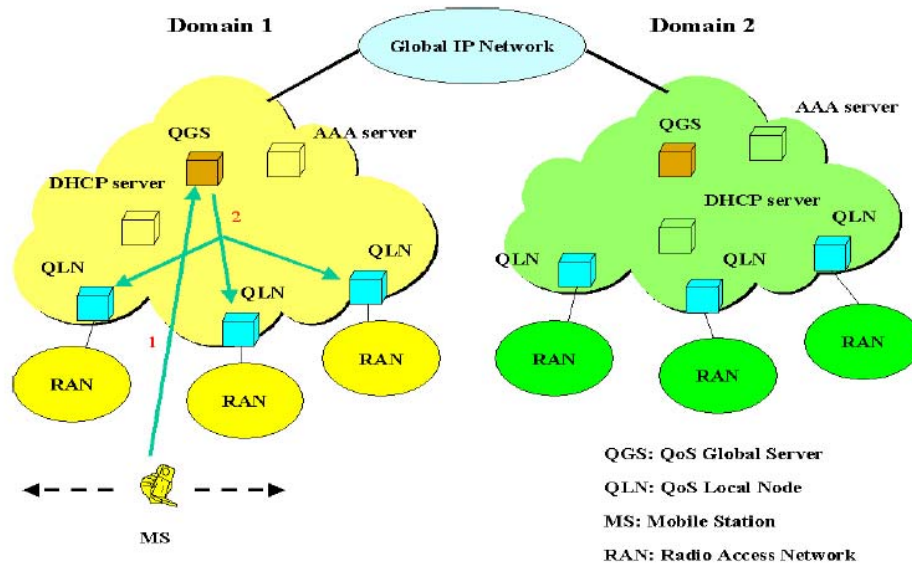 Domain 1
Global IP Network
Domain 2
QGS
AAA server
DHCP server
2
QLN
QLN
QLN
1
RAN
RAN
RAN
MS
AAA server
QGS
DHCP server
QLN
QLN
QLN
RAN
RAN
RAN
QGS: QoS Global Server
QLN: QoS Local Node
MS: Mobile Station
RAN: Radio Access Network